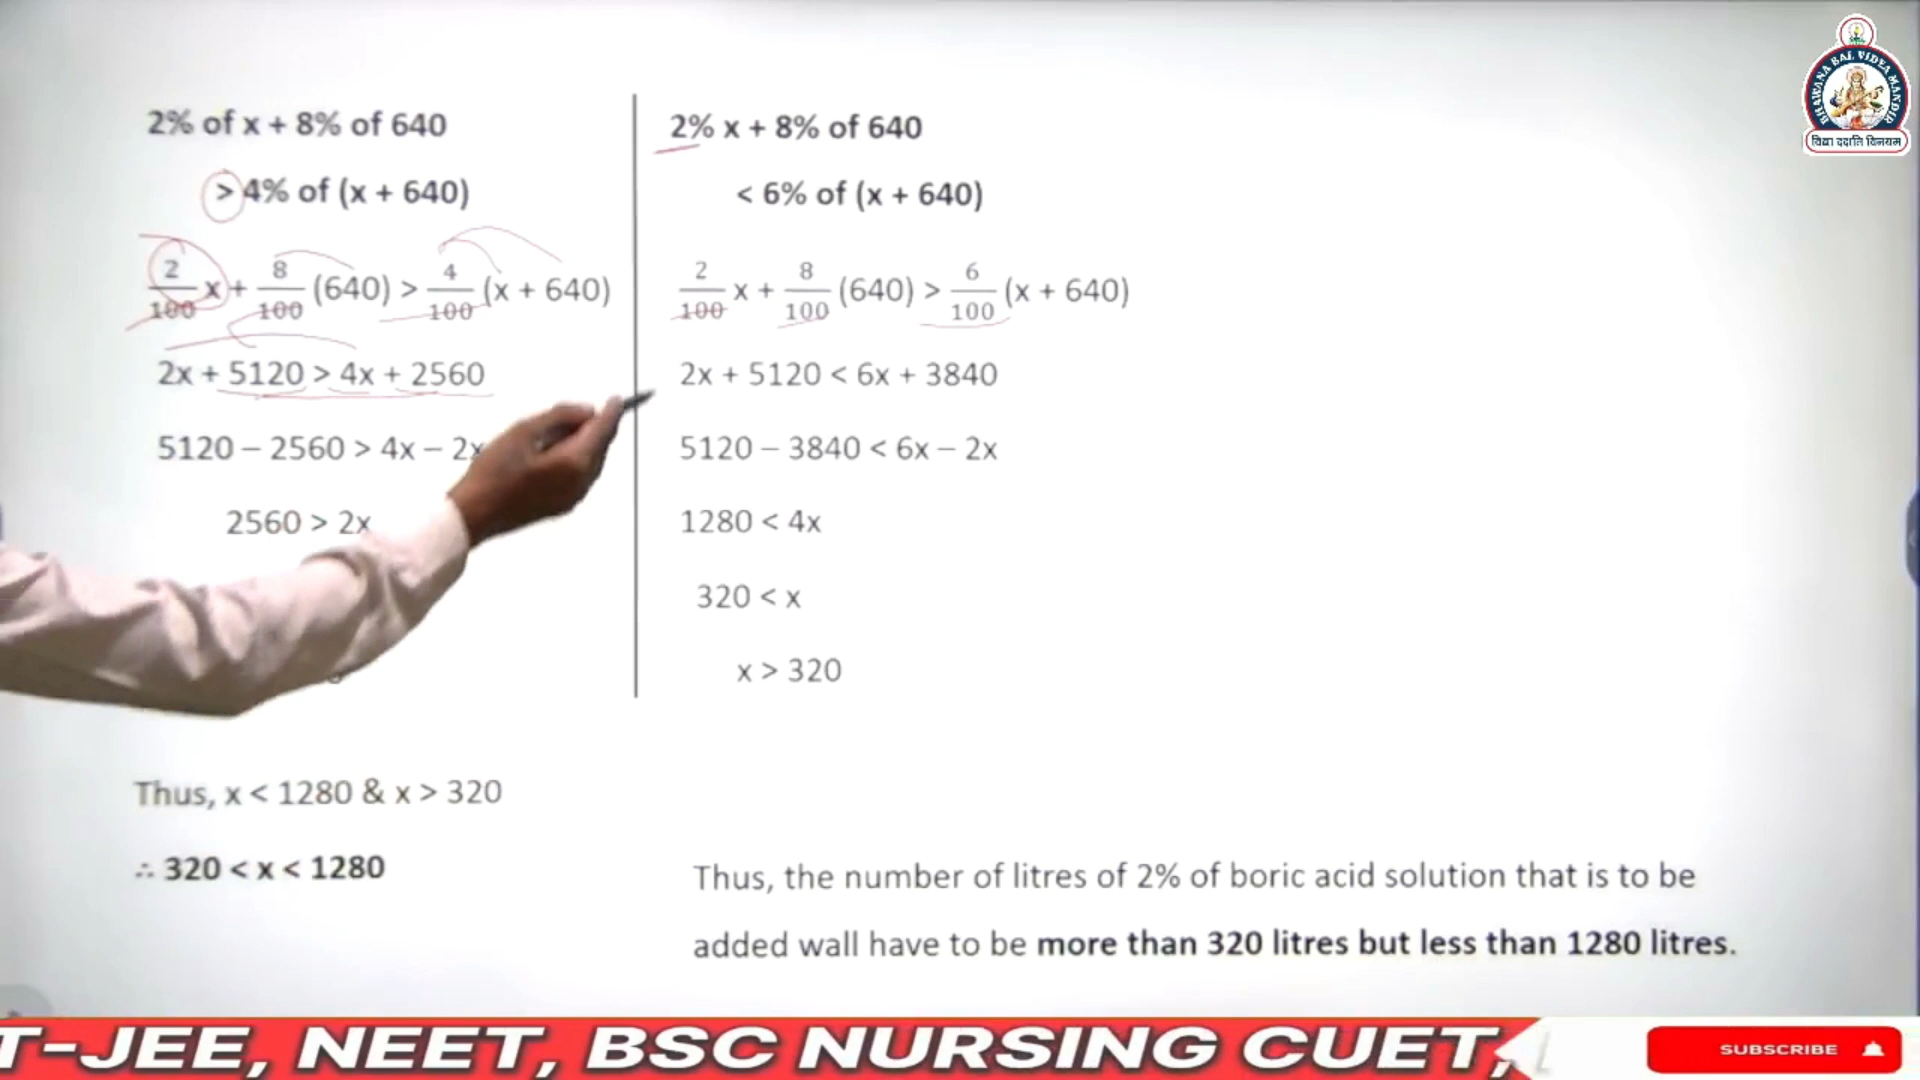 2% of x + 8% of 640
> 4% of (x + 640)
2/100 x + 8/100 (640) > 4/100 (x + 640)
2x + 5120 > 4x + 2560
5120 – 2560 > 4x – 2x
2560 > 2x
2% x + 8% of 640
< 6% of (x + 640)
2/100 x + 8/100 (640) > 6/100 (x + 640)
2x + 5120 < 6x + 3840
5120 – 3840 < 6x – 2x
1280 < 4x
320 < x
x > 320
Thus, x < 1280 & x > 320
∴ 320 < x < 1280
Thus, the number of litres of 2% of boric acid solution that is to be
added wall have to be more than 320 litres but less than 1280 litres.
BHAWANA BAL VIDYA MANDIR
विद्या ददाति विनयम
T-JEE, NEET, BSC NURSING CUET,
SUBSCRIBE